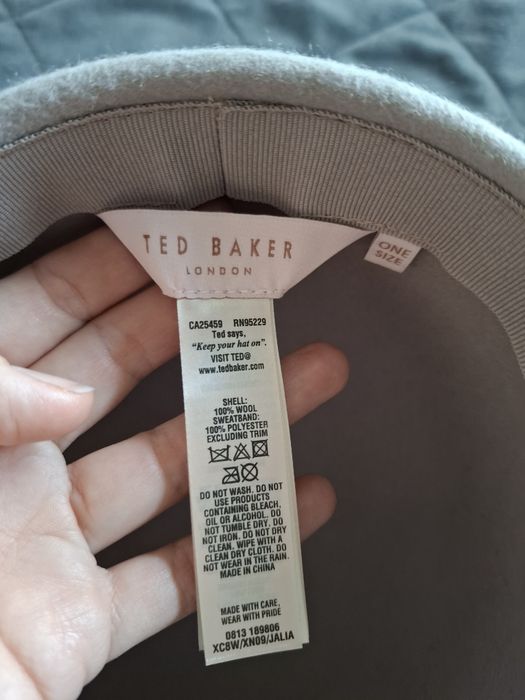 TED BAKER
LONDON
ONE
SIZE
CA25459 RN95229
Ted says,
"Keep your hat on".
VISIT TED@
www.tedbaker.com
SHELL:
100% WOOL
SWEATBAND:
100% POLYESTER
EXCLUDING TRIM
DO NOT WASH. DO NOT
USE PRODUCTS
CONTAINING BLEACH,
OIL OR ALCOHOL. DO
NOT TUMBLE DRY. DO
NOT IRON. DO NOT DRY
CLEAN. WIPE WITH A
CLEAN DRY CLOTH. DO
NOT WEAR IN THE RAIN.
MADE IN CHINA
MADE WITH CARE,
WEAR WITH PRIDE
0813 189806
XC8W/XN09/JALIA